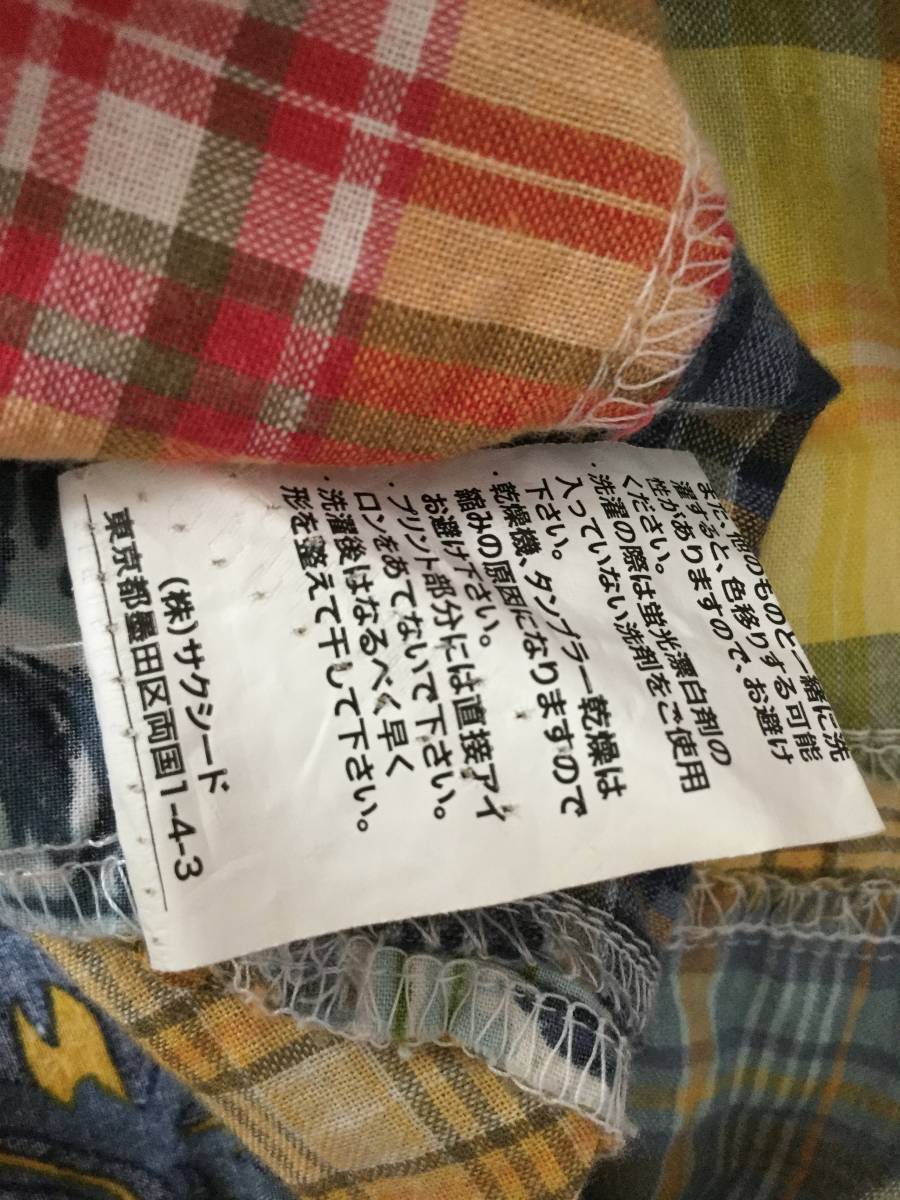 また、他のものと一緒に洗
濯すると、色移りする可能
性がありますので、お避け
ください。
・洗濯の際は蛍光漂白剤の
入っていない洗剤をご使用
下さい。
・乾燥機、タンブラー乾燥は
縮みの原因になりますので
お避け下さい。
・プリント部分には直接アイ
ロンをあてないで下さい。
・洗濯後はなるべく早く
形を整えて干して下さい。
(株)サクシード
東京都墨田区両国1-4-3